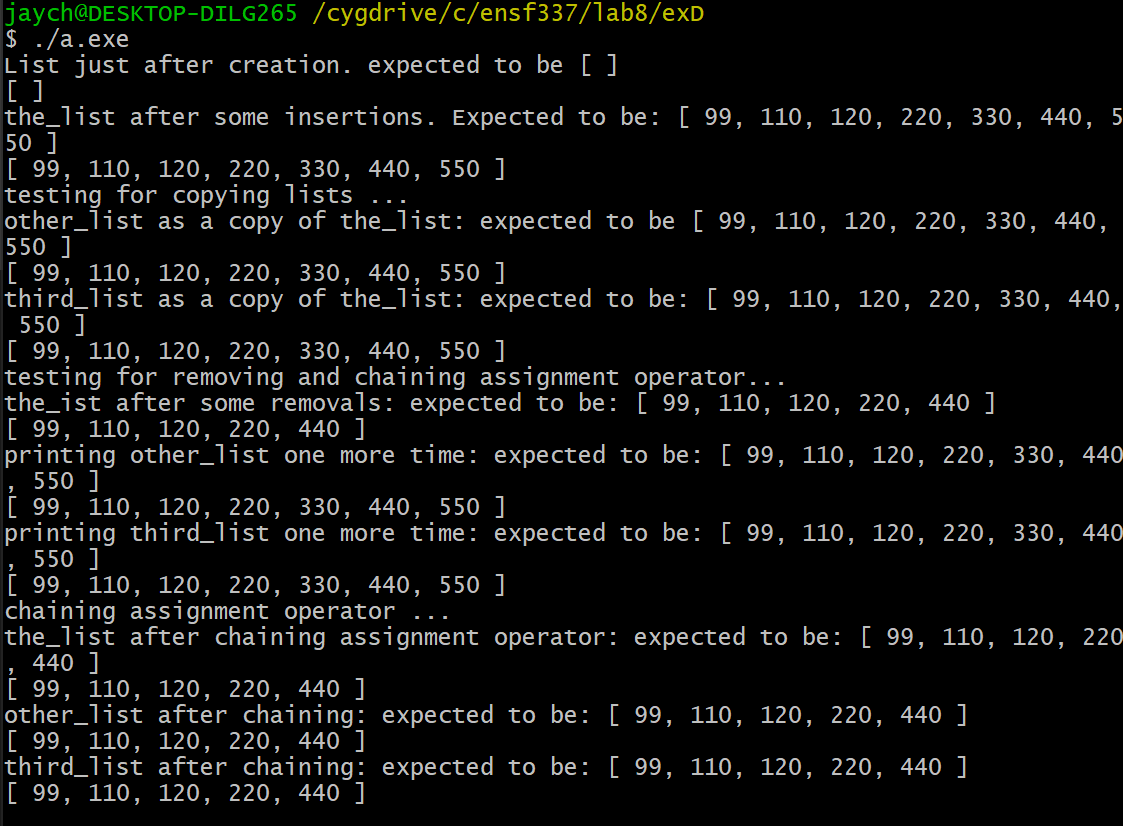 jaych@DESKTOP-DILG265 /cygdrive/c/ensf337/lab8/exD
$ ./a.exe
List just after creation. expected to be [ ]
[ ]
the_list after some insertions. Expected to be: [ 99, 110, 120, 220, 330, 440, 5
50 ]
[ 99, 110, 120, 220, 330, 440, 550 ]
testing for copying lists ...
other_list as a copy of the_list: expected to be [ 99, 110, 120, 220, 330, 440,
550 ]
[ 99, 110, 120, 220, 330, 440, 550 ]
third_list as a copy of the_list: expected to be: [ 99, 110, 120, 220, 330, 440,
 550 ]
[ 99, 110, 120, 220, 330, 440, 550 ]
testing for removing and chaining assignment operator...
the_ist after some removals: expected to be: [ 99, 110, 120, 220, 440 ]
[ 99, 110, 120, 220, 440 ]
printing other_list one more time: expected to be: [ 99, 110, 120, 220, 330, 440
, 550 ]
[ 99, 110, 120, 220, 330, 440, 550 ]
printing third_list one more time: expected to be: [ 99, 110, 120, 220, 330, 440
, 550 ]
[ 99, 110, 120, 220, 330, 440, 550 ]
chaining assignment operator ...
the_list after chaining assignment operator: expected to be: [ 99, 110, 120, 220
, 440 ]
[ 99, 110, 120, 220, 440 ]
other_list after chaining: expected to be: [ 99, 110, 120, 220, 440 ]
[ 99, 110, 120, 220, 440 ]
third_list after chaining: expected to be: [ 99, 110, 120, 220, 440 ]
[ 99, 110, 120, 220, 440 ]